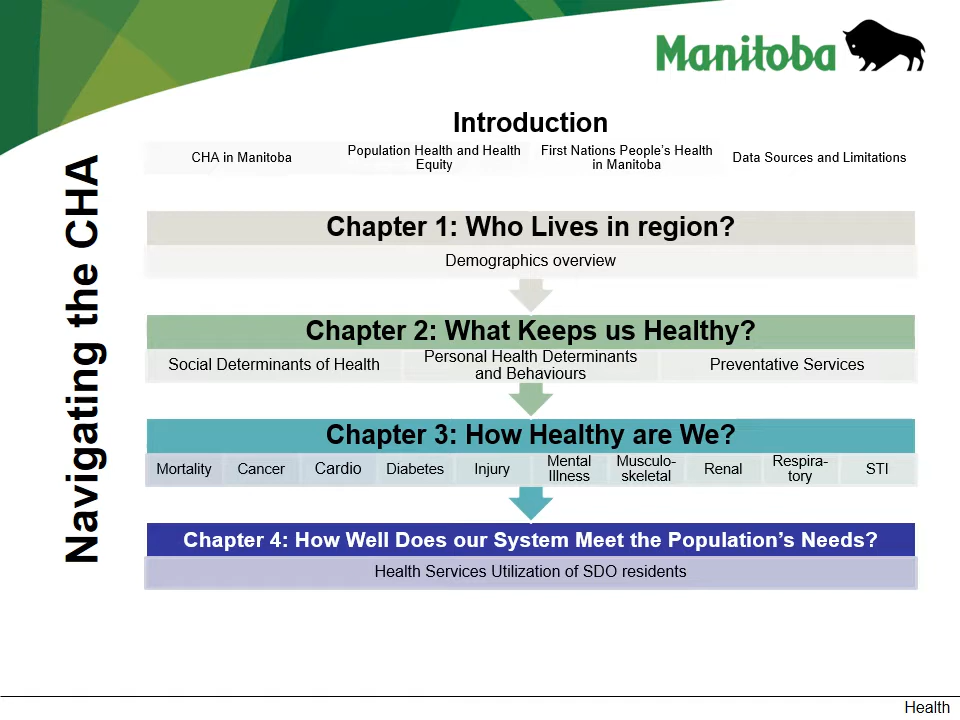 Manitoba
Navigating the CHA
Introduction
CHA in Manitoba
Population Health and Health
Equity
First Nations People's Health
in Manitoba
Data Sources and Limitations
Chapter 1: Who Lives in region?
Demographics overview
Chapter 2: What Keeps us Healthy?
Social Determinants of Health
Personal Health Determinants
and Behaviours
Preventative Services
Chapter 3: How Healthy are We?
Mortality
Cancer
Cardio
Diabetes
Injury
Mental
Illness
Musculo-
skeletal
Renal
Respira-
tory
STI
Chapter 4: How Well Does our System Meet the Population's Needs?
Health Services Utilization of SDO residents
Health